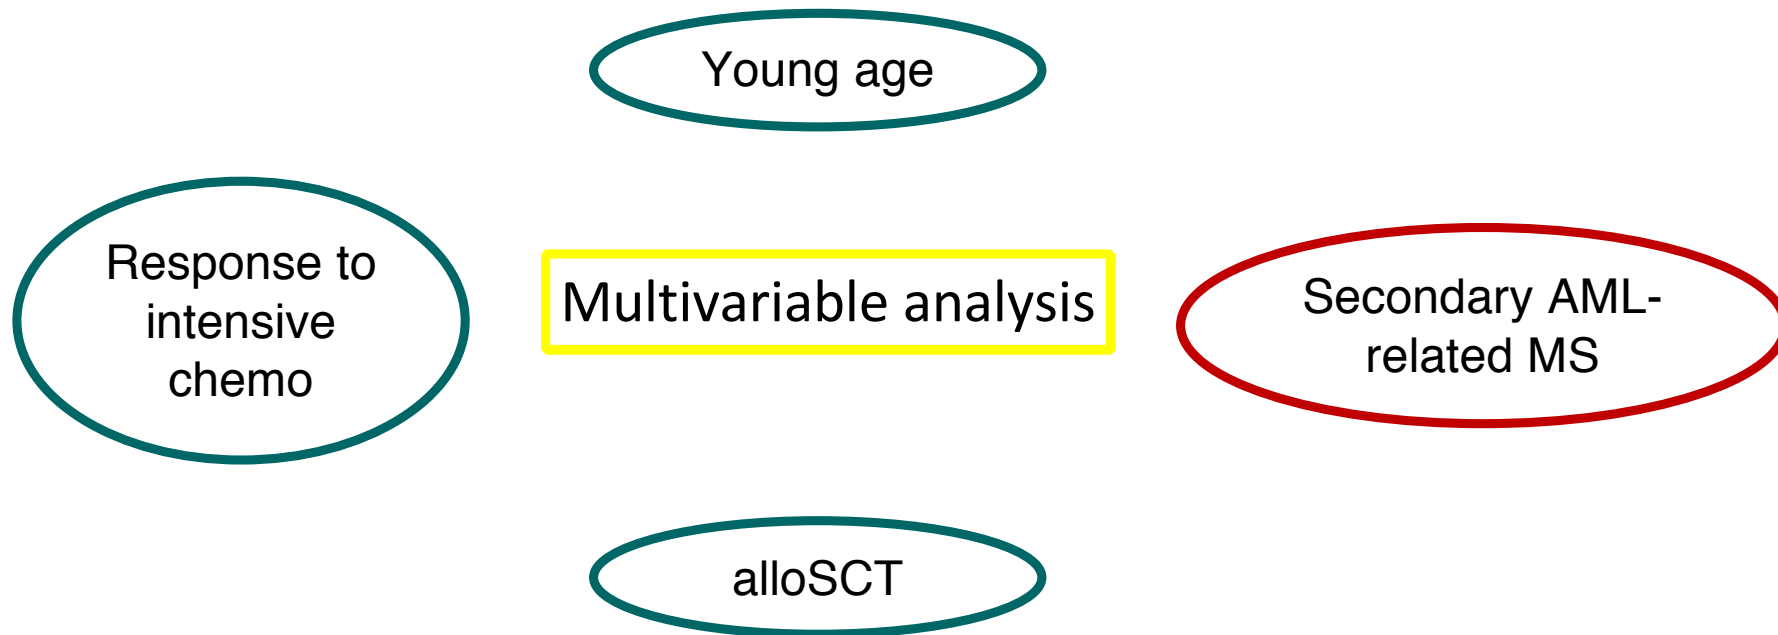 Young age
Response to
intensive
chemo
Multivariable analysis
Secondary AML-
related MS
alloSCT